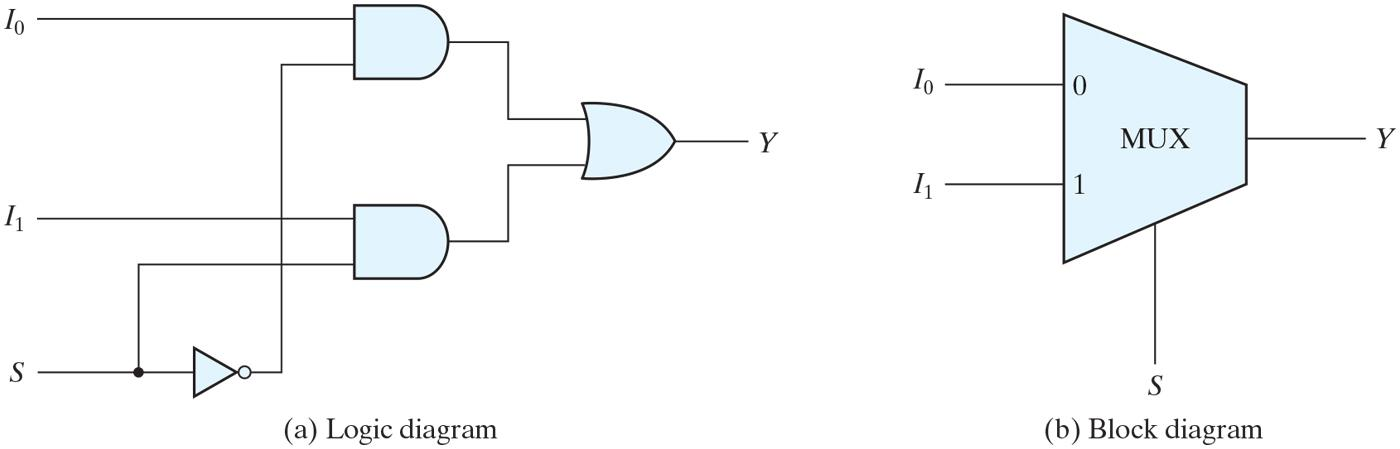 I₀
I₁
S
Y
(a) Logic diagram
I₀
I₁
0
1
MUX
Y
S
(b) Block diagram